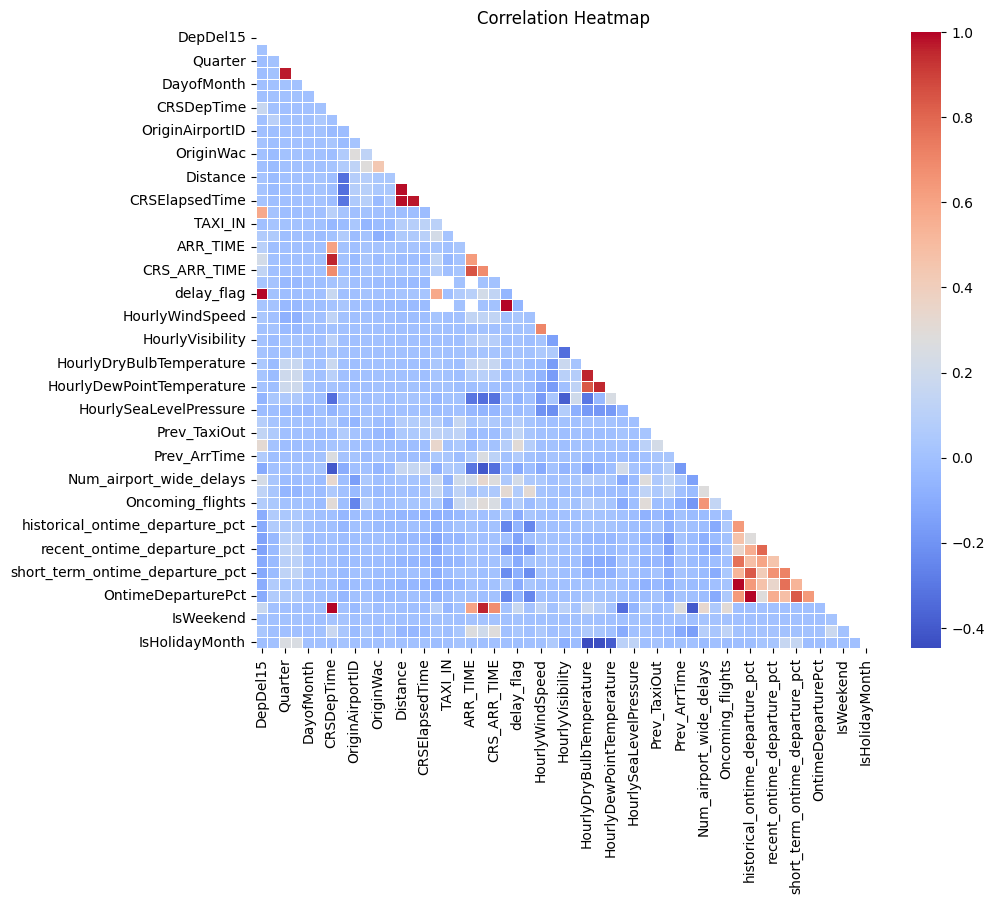 Correlation Heatmap
DepDel15
Quarter
DayofMonth
CRSDepTime
OriginAirportID
OriginWac
Distance
CRSElapsedTime
TAXI_IN
ARR_TIME
CRS_ARR_TIME
delay_flag
HourlyWindSpeed
HourlyVisibility
HourlyDryBulbTemperature
HourlyDewPointTemperature
HourlySeaLevelPressure
Prev_TaxiOut
Prev_ArrTime
Num_airport_wide_delays
Oncoming_flights
historical_ontime_departure_pct
recent_ontime_departure_pct
short_term_ontime_departure_pct
OntimeDeparturePct
IsWeekend
IsHolidayMonth
DepDel15
Quarter
DayofMonth
CRSDepTime
OriginAirportID
OriginWac
Distance
CRSElapsedTime
TAXI_IN
ARR_TIME
CRS_ARR_TIME
delay_flag
HourlyWindSpeed
HourlyVisibility
HourlyDryBulbTemperature
HourlyDewPointTemperature
HourlySeaLevelPressure
Prev_TaxiOut
Prev_ArrTime
Num_airport_wide_delays
Oncoming_flights
historical_ontime_departure_pct
recent_ontime_departure_pct
short_term_ontime_departure_pct
OntimeDeparturePct
IsWeekend
IsHolidayMonth
1.0
0.8
0.6
0.4
0.2
0.0
−0.2
−0.4